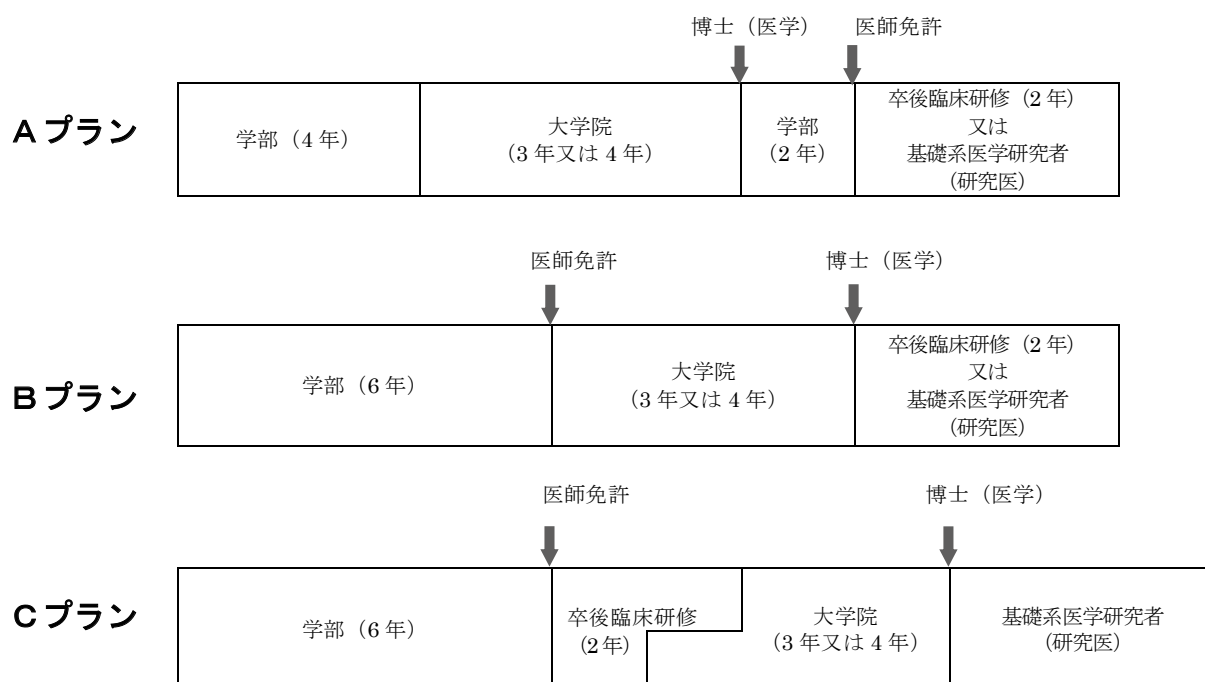 博士（医学）　医師免許
Aプラン
学部（4 年）
大学院
（3 年又は 4 年）
学部
（2 年）
卒後臨床研修（2 年）
又は
基礎系医学研究者
（研究医）
医師免許　博士（医学）
Bプラン
学部（6 年）
大学院
（3 年又は 4 年）
卒後臨床研修（2 年）
又は
基礎系医学研究者
（研究医）
医師免許　博士（医学）
Cプラン
学部（6 年）
卒後臨床研修
（2 年）
大学院
（3 年又は 4 年）
基礎系医学研究者
（研究医）